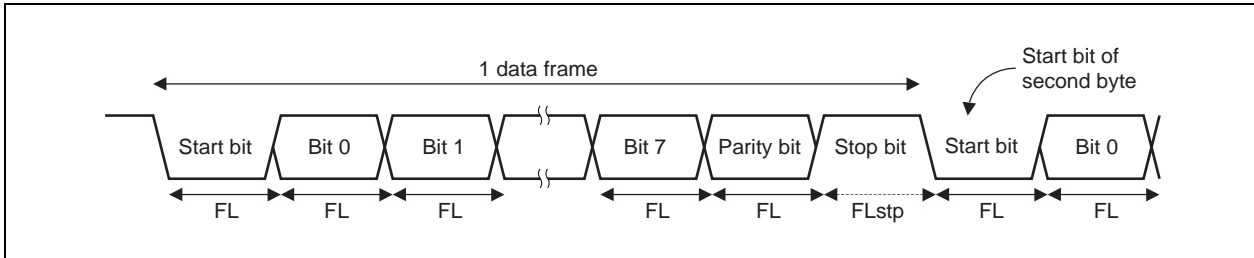 1 data frame
Start bit of
second byte
Start bit Bit 0 Bit 1 Bit 7 Parity bit Stop bit Start bit Bit 0
FL FL FL FL FL FLstp FL FL